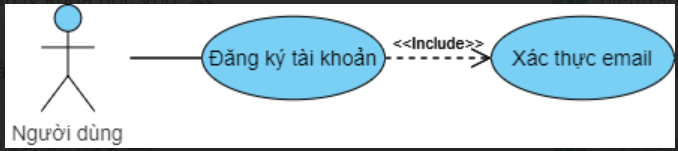 Đăng ký tài khoản
<<Include>>
Xác thực email
Người dùng